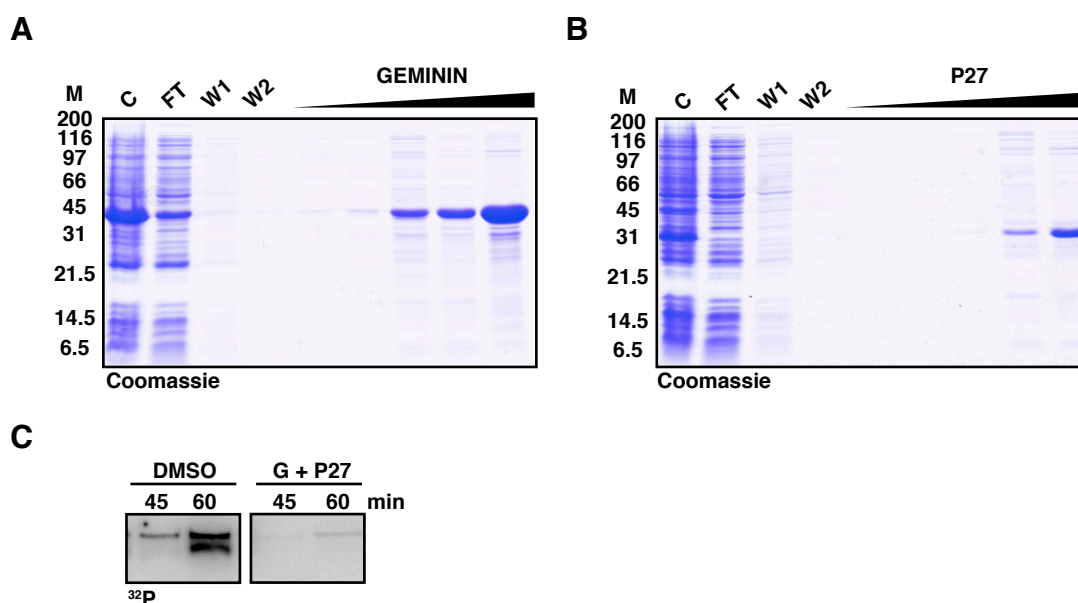 A
GEMININ
M C FT W1 W2
200
116
97
66
45
31
21.5
14.5
6.5
Coomassie
B
P27
M C FT W1 W2
200
116
97
66
45
31
21.5
14.5
6.5
Coomassie
C
DMSO G + P27
45 60 45 60 min
³²P